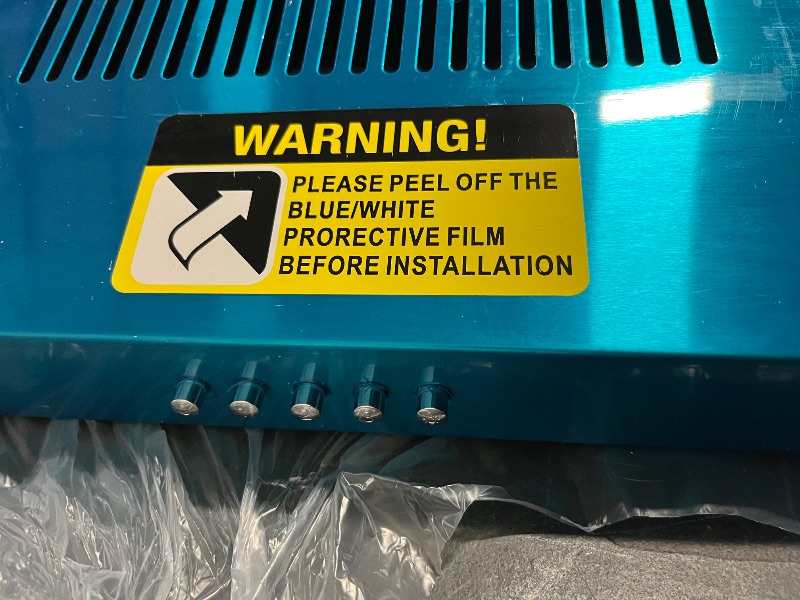 WARNING!
PLEASE PEEL OFF THE
BLUE/WHITE
PRORECTIVE FILM
BEFORE INSTALLATION